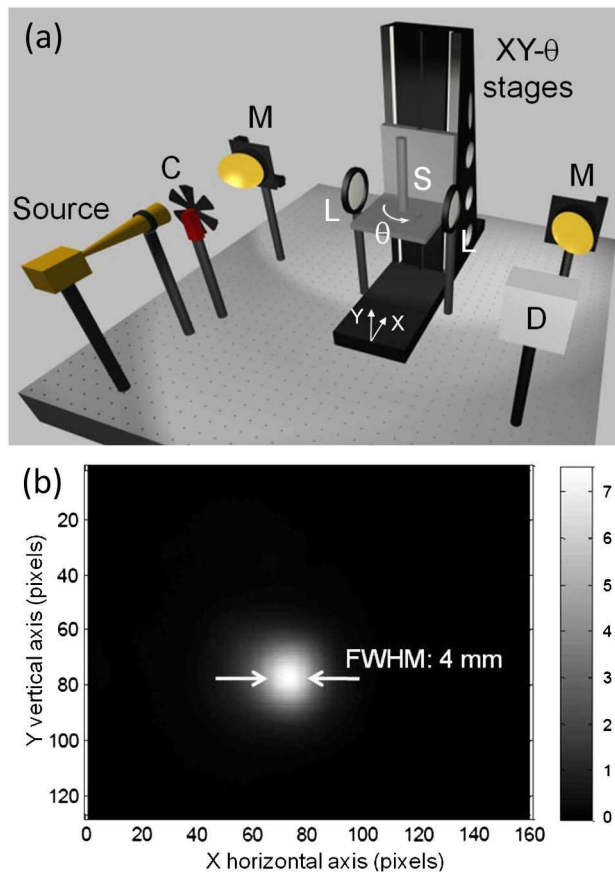 (a)
XY-θ
stages
M
C
S
M
Source
L
L
θ
D
Y
X
(b)
7
20
6
40
5
60
FWHM: 4 mm
4
80
3
100
2
120
1
0
0 20 40 60 80 100 120 140 160
Y vertical axis (pixels)
X horizontal axis (pixels)